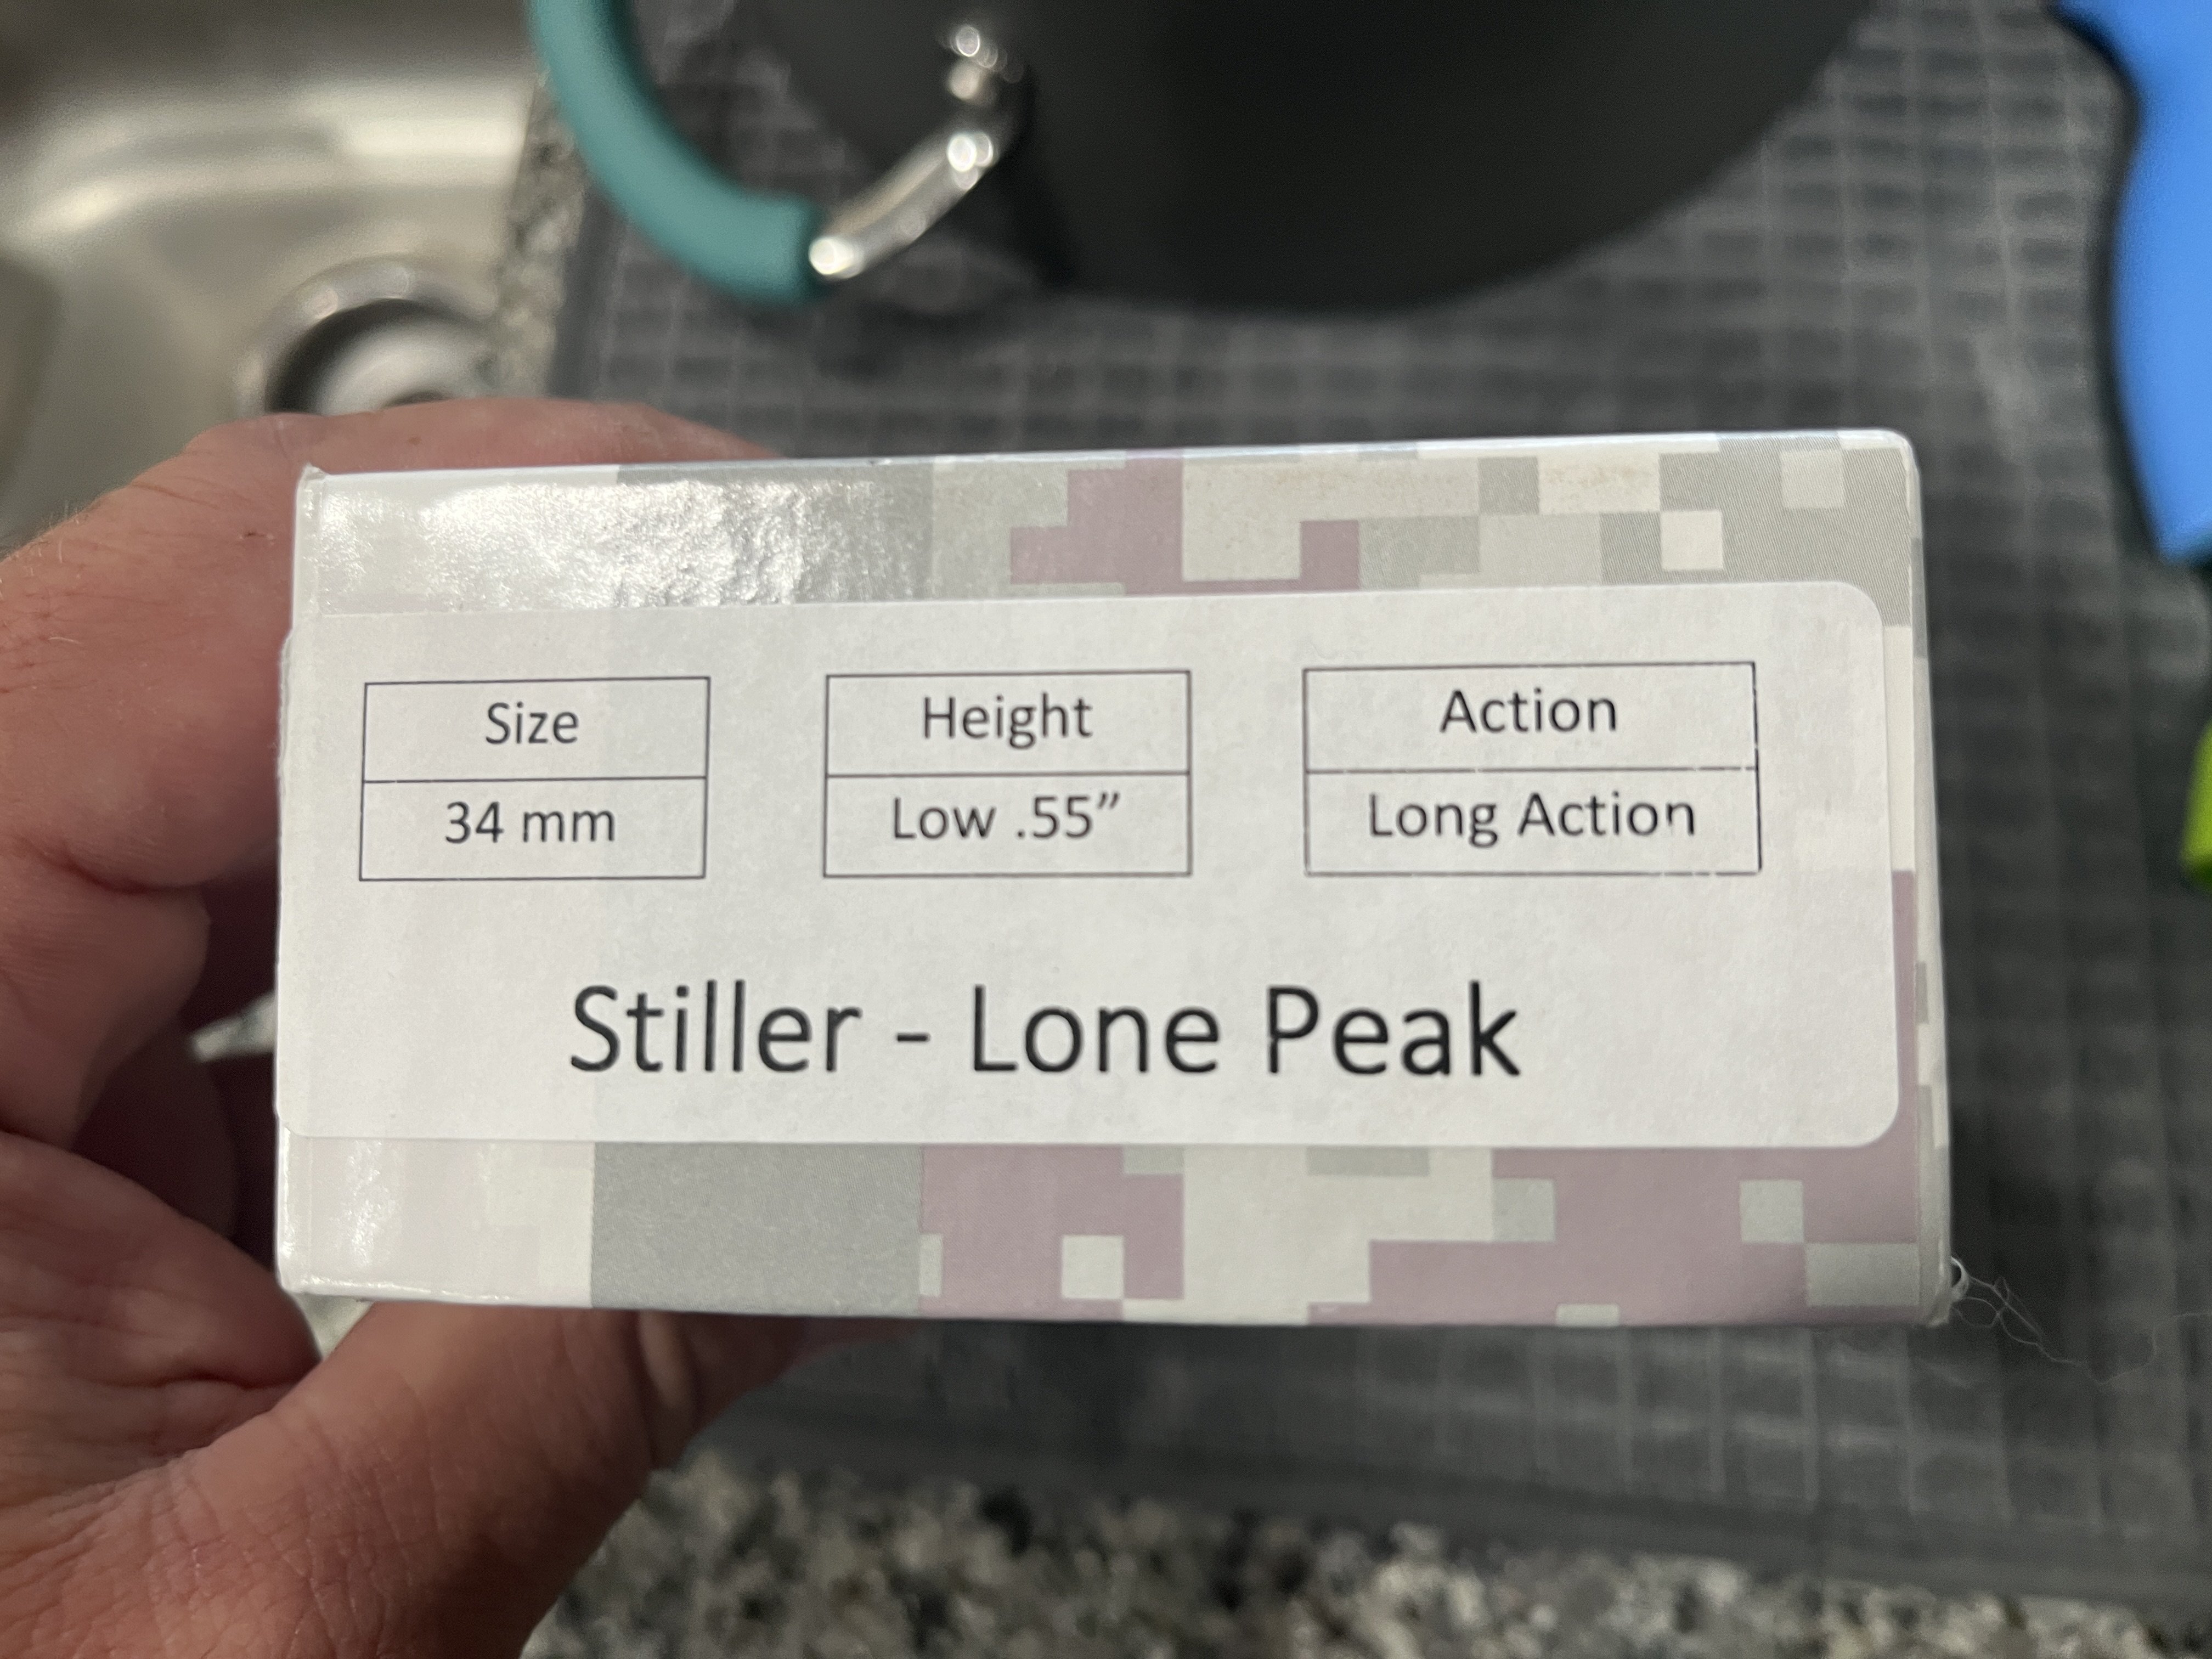 Size
34 mm
Height
Low .55”
Action
Long Action
Stiller - Lone Peak